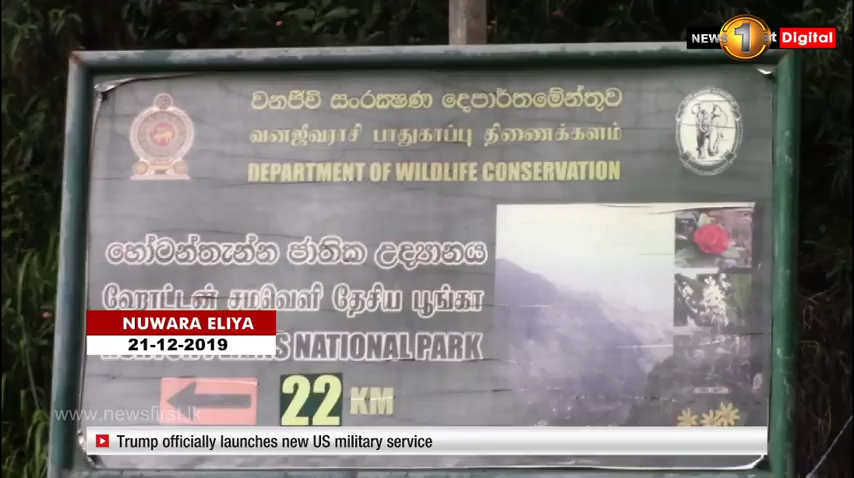 NEWS 1st Digital
වනජීවි සංරක්ෂණ දෙපාර්තමේන්තුව
வனஜீவராசி பாதுகாப்பு திணைக்களம்
DEPARTMENT OF WILDLIFE CONSERVATION
හෝටන්තැන්න ජාතික උද්‍යානය
ஹோட்டன் சமவெளி தேசிய பூங்கா
NATIONAL PARK
NUWARA ELIYA
21-12-2019
22 KM
www.newsfirst.lk
Trump officially launches new US military service